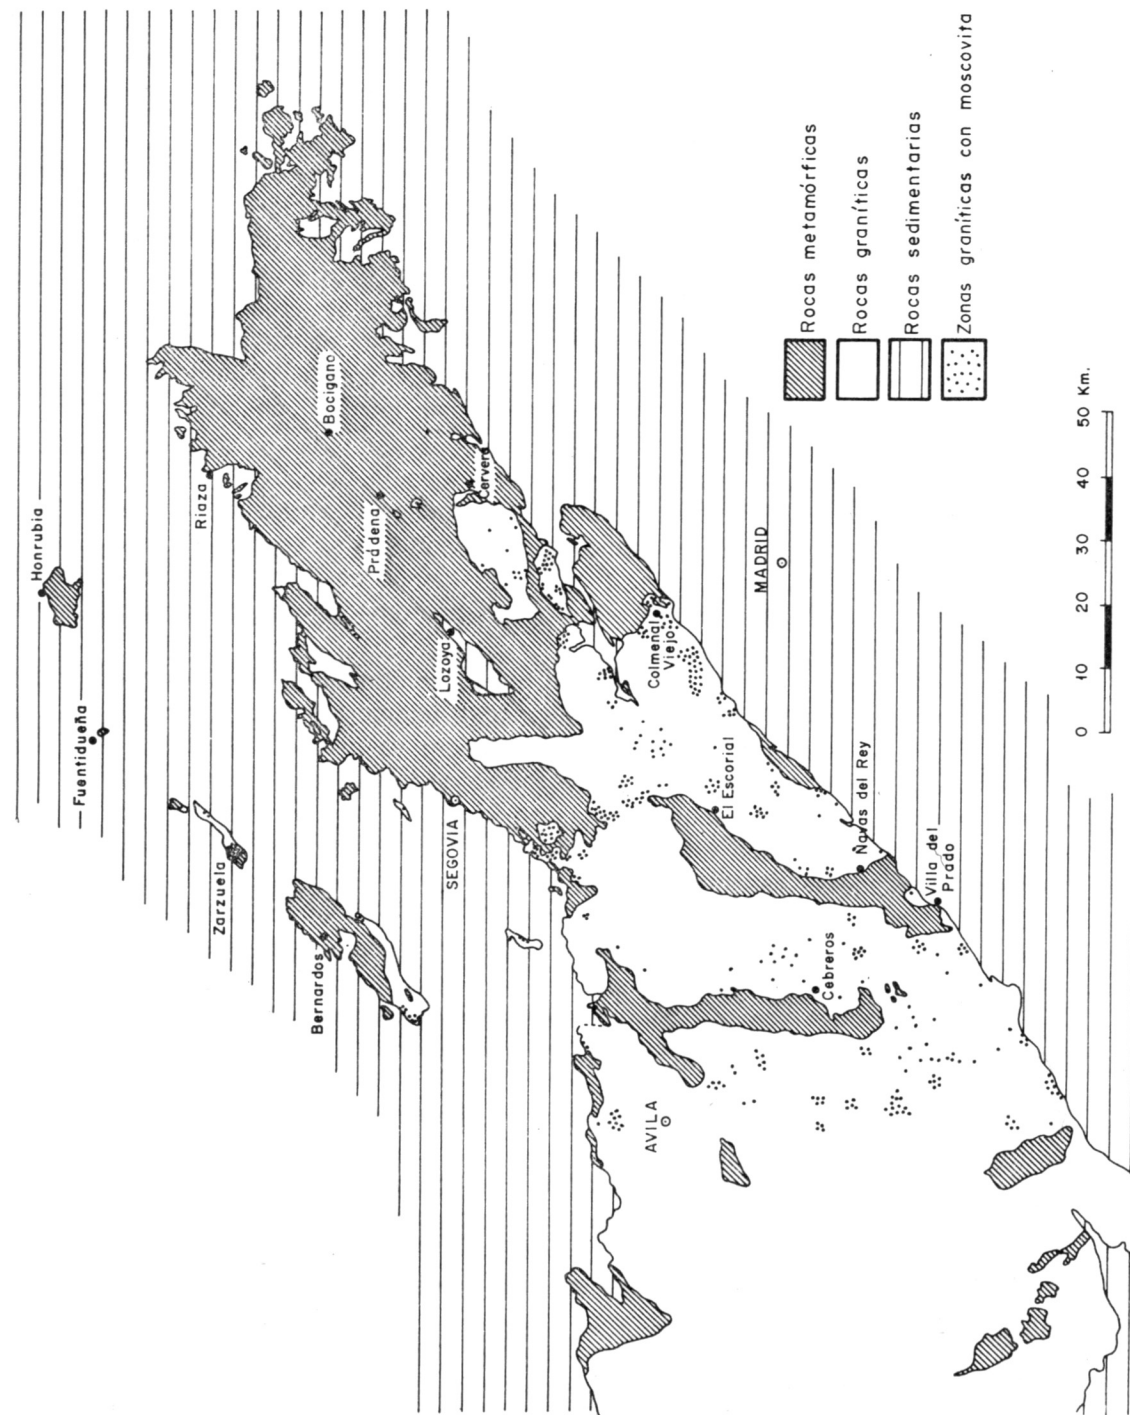 Honrubia
Fuentidueña
Riaza
Zarzuela
Bernardos
Bocigano
Prádena
Cervera
Lozoya
SEGOVIA
Colmenal
Viejo
MADRID
El Escorial
Navas del Rey
Villa del
Prado
Cebreros
AVILA
Rocas metamórficas
Rocas graníticas
Rocas sedimentarias
Zonas graníticas con moscovita
0 10 20 30 40 50 Km.